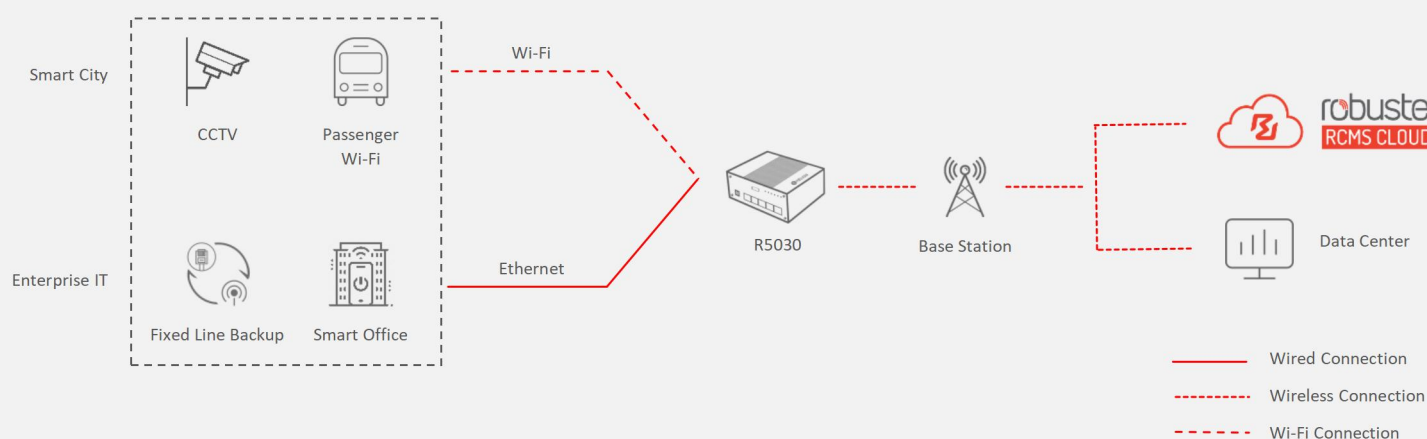 Smart City
CCTV
Passenger
Wi-Fi
Wi-Fi
Enterprise IT
Fixed Line Backup
Smart Office
Ethernet
R5030
Base Station
RCMS CLOUD
Data Center
Wired Connection
Wireless Connection
Wi-Fi Connection